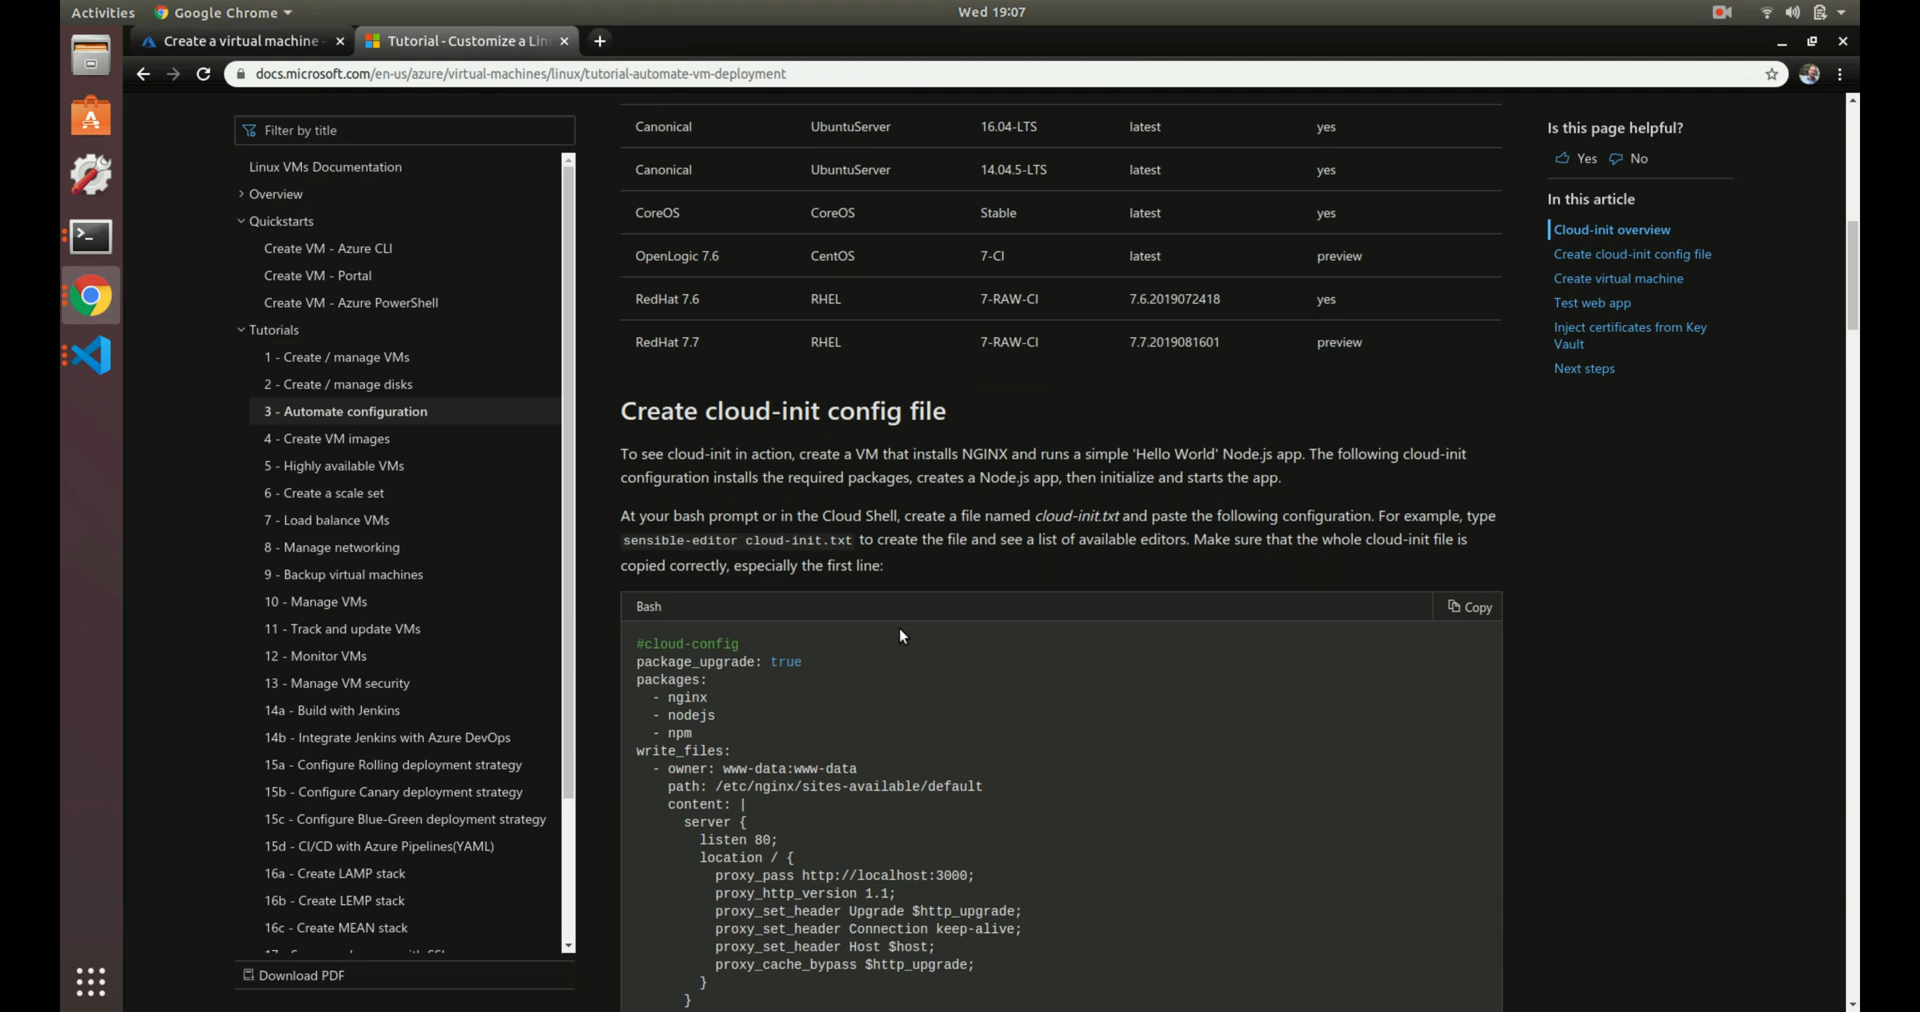 Activities
Google Chrome
Wed 19:07
Create a virtual machine -
Tutorial - Customize a Lin
docs.microsoft.com/en-us/azure/virtual-machines/linux/tutorial-automate-vm-deployment
Filter by title
Linux VMs Documentation
Overview
Quickstarts
Create VM - Azure CLI
Create VM - Portal
Create VM - Azure PowerShell
Tutorials
1 - Create / manage VMs
2 - Create / manage disks
3 - Automate configuration
4 - Create VM images
5 - Highly available VMs
6 - Create a scale set
7 - Load balance VMs
8 - Manage networking
9 - Backup virtual machines
10 - Manage VMs
11 - Track and update VMs
12 - Monitor VMs
13 - Manage VM security
14a - Build with Jenkins
14b - Integrate Jenkins with Azure DevOps
15a - Configure Rolling deployment strategy
15b - Configure Canary deployment strategy
15c - Configure Blue-Green deployment strategy
15d - CI/CD with Azure Pipelines(YAML)
16a - Create LAMP stack
16b - Create LEMP stack
16c - Create MEAN stack
Download PDF
Canonical UbuntuServer 16.04-LTS latest yes
Canonical UbuntuServer 14.04.5-LTS latest yes
CoreOS CoreOS Stable latest yes
OpenLogic 7.6 CentOS 7-CI latest preview
RedHat 7.6 RHEL 7-RAW-CI 7.6.2019072418 yes
RedHat 7.7 RHEL 7-RAW-CI 7.7.2019081601 preview
Create cloud-init config file
To see cloud-init in action, create a VM that installs NGINX and runs a simple 'Hello World' Node.js app. The following cloud-init
configuration installs the required packages, creates a Node.js app, then initialize and starts the app.
At your bash prompt or in the Cloud Shell, create a file named cloud-init.txt and paste the following configuration. For example, type
sensible-editor cloud-init.txt to create the file and see a list of available editors. Make sure that the whole cloud-init file is
copied correctly, especially the first line:
Bash
Copy
#cloud-config
package_upgrade: true
packages:
- nginx
- nodejs
- npm
write_files:
- owner: www-data:www-data
path: /etc/nginx/sites-available/default
content: |
server {
listen 80;
location / {
proxy_pass http://localhost:3000;
proxy_http_version 1.1;
proxy_set_header Upgrade $http_upgrade;
proxy_set_header Connection keep-alive;
proxy_set_header Host $host;
proxy_cache_bypass $http_upgrade;
}
}
Is this page helpful?
Yes No
In this article
Cloud-init overview
Create cloud-init config file
Create virtual machine
Test web app
Inject certificates from Key
Vault
Next steps